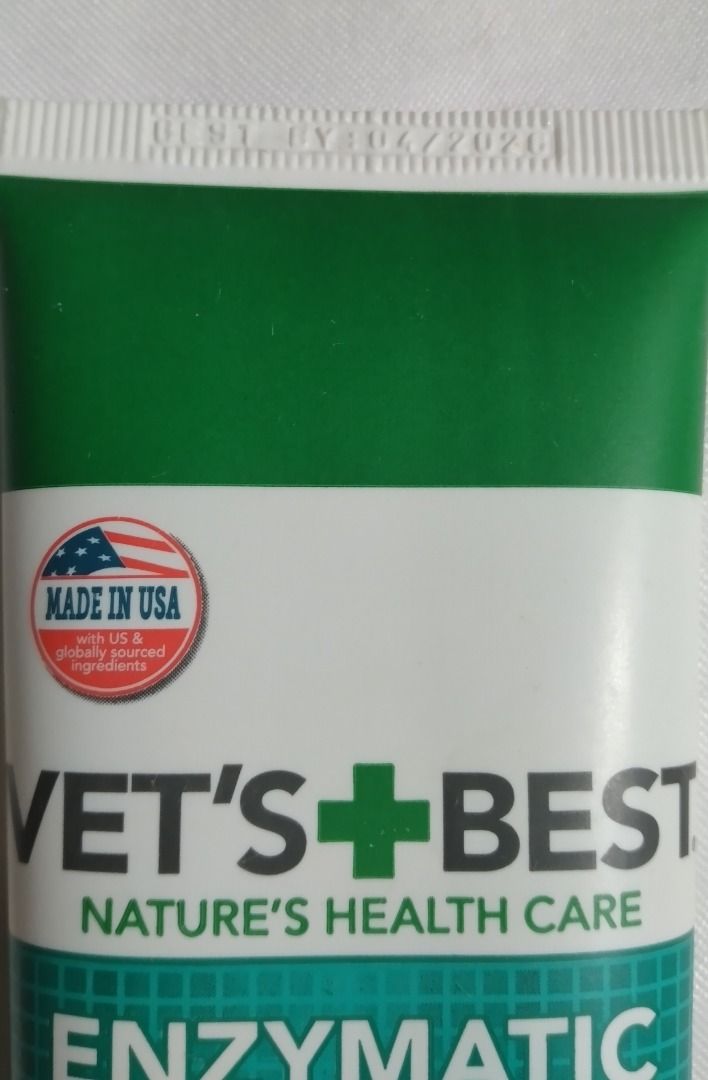 BEST BY:04/2026
MADE IN USA
with US &
globally sourced
ingredients
VET'S BEST
NATURE'S HEALTH CARE
ENZYMATIC